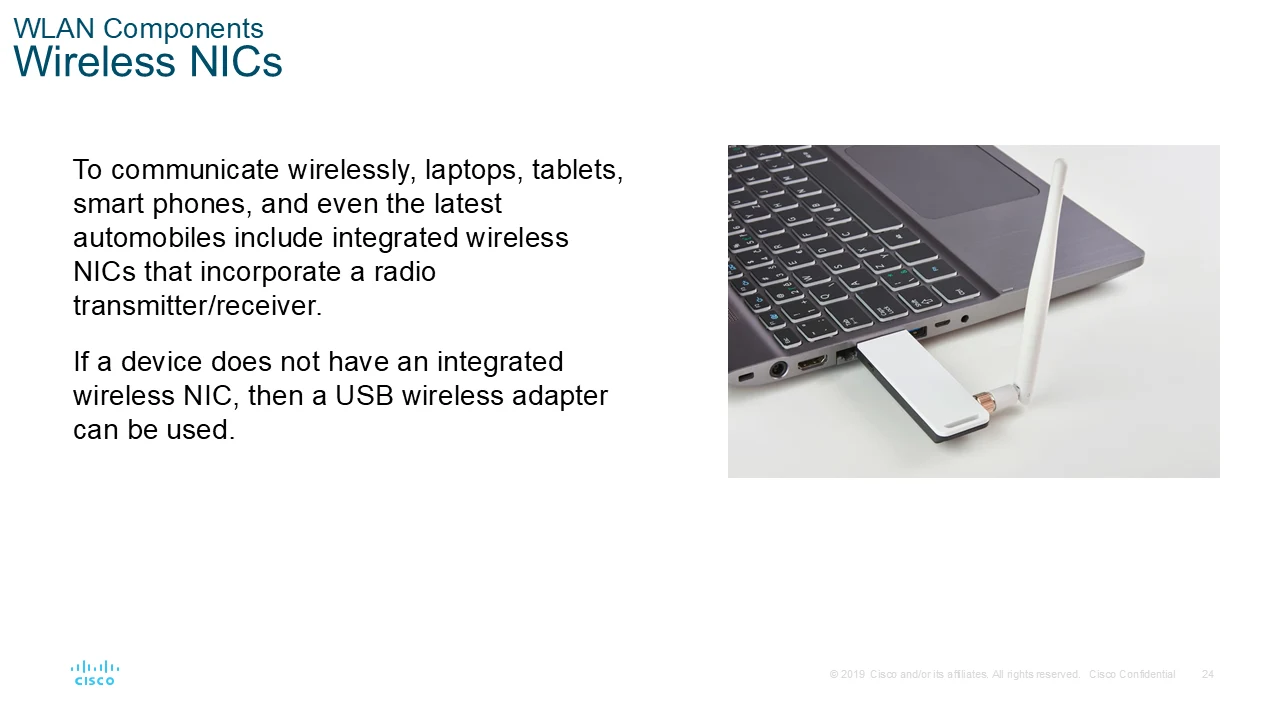 WLAN Components
Wireless NICs
To communicate wirelessly, laptops, tablets,
smart phones, and even the latest
automobiles include integrated wireless
NICs that incorporate a radio
transmitter/receiver.
If a device does not have an integrated
wireless NIC, then a USB wireless adapter
can be used.
CISCO
© 2019 Cisco and/or its affiliates. All rights reserved. Cisco Confidential 24